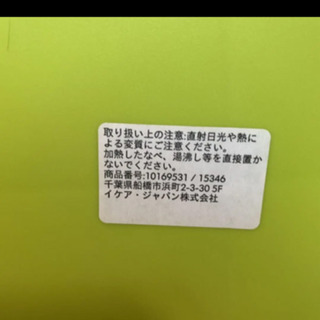 取り扱い上の注意:直射日光や熱に
よる変質にご注意ください。
加熱したなべ、湯沸し等を直接置か
ないでください。
商品番号:10169531 / 15346
千葉県船橋市浜町2-3-30 5F
イケア・ジャパン株式会社